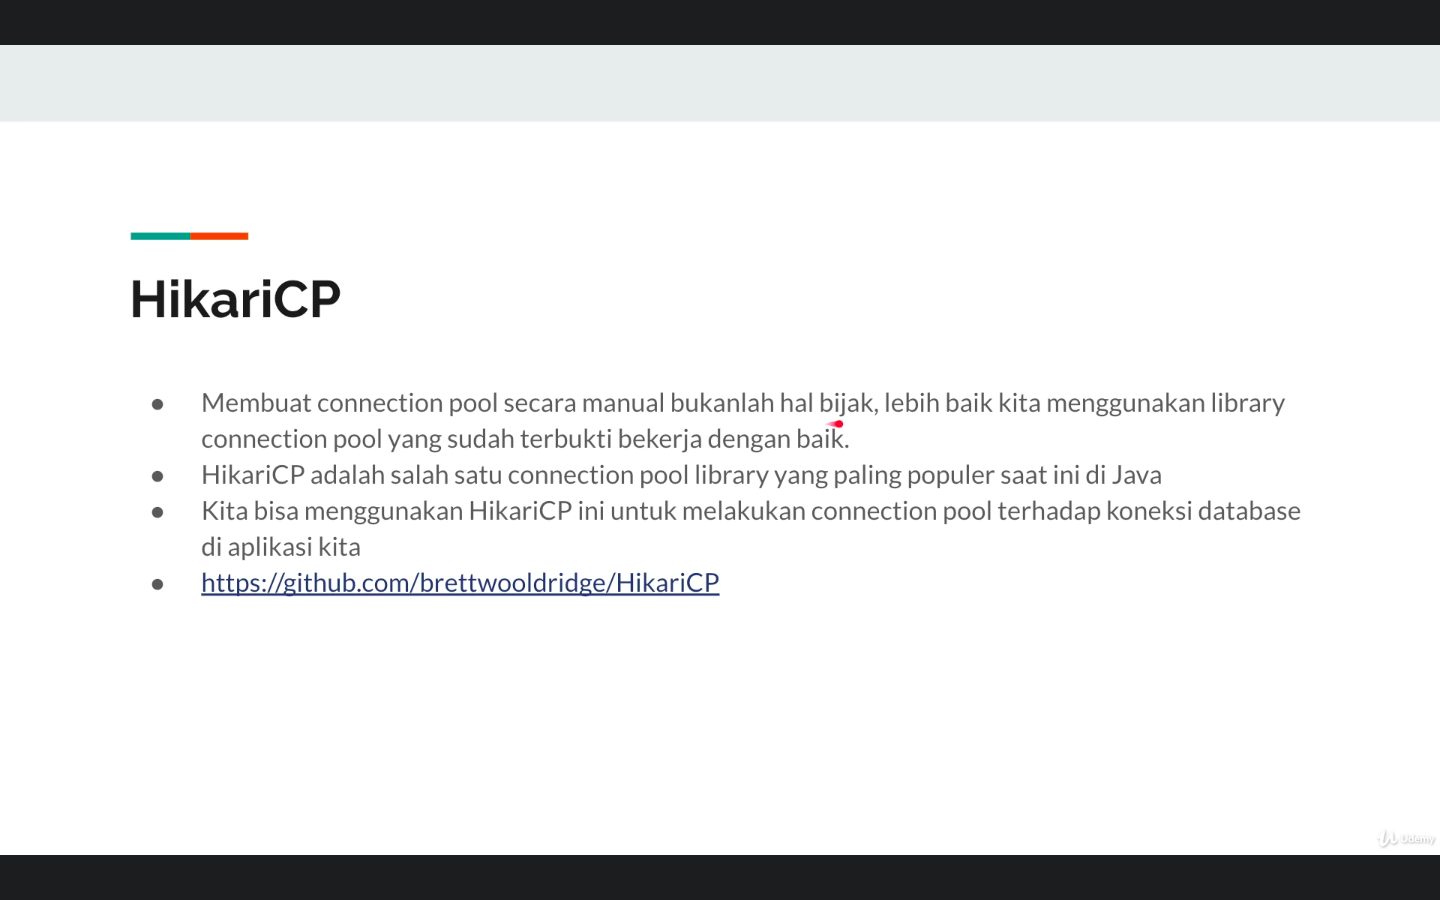 HikariCP
● Membuat connection pool secara manual bukanlah hal bijak, lebih baik kita menggunakan library
connection pool yang sudah terbukti bekerja dengan baik.
● HikariCP adalah salah satu connection pool library yang paling populer saat ini di Java
● Kita bisa menggunakan HikariCP ini untuk melakukan connection pool terhadap koneksi database
di aplikasi kita
● https://github.com/brettwooldridge/HikariCP
Udemy